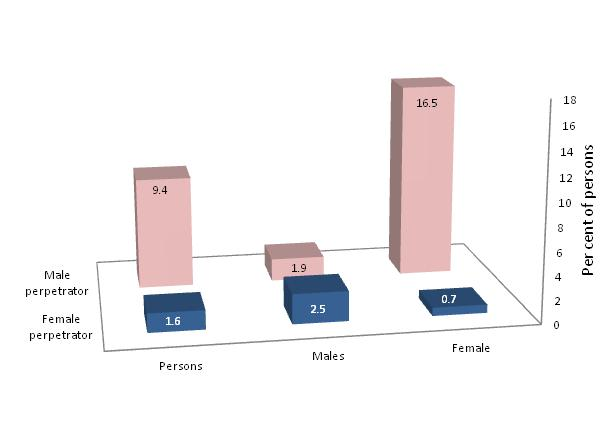 16.5
18
16
14
12
10
8
6
4
2
0
Per cent of persons
9.4
1.9
Male
perpetrator
Female
perpetrator
1.6
2.5
0.7
Persons
Males
Female